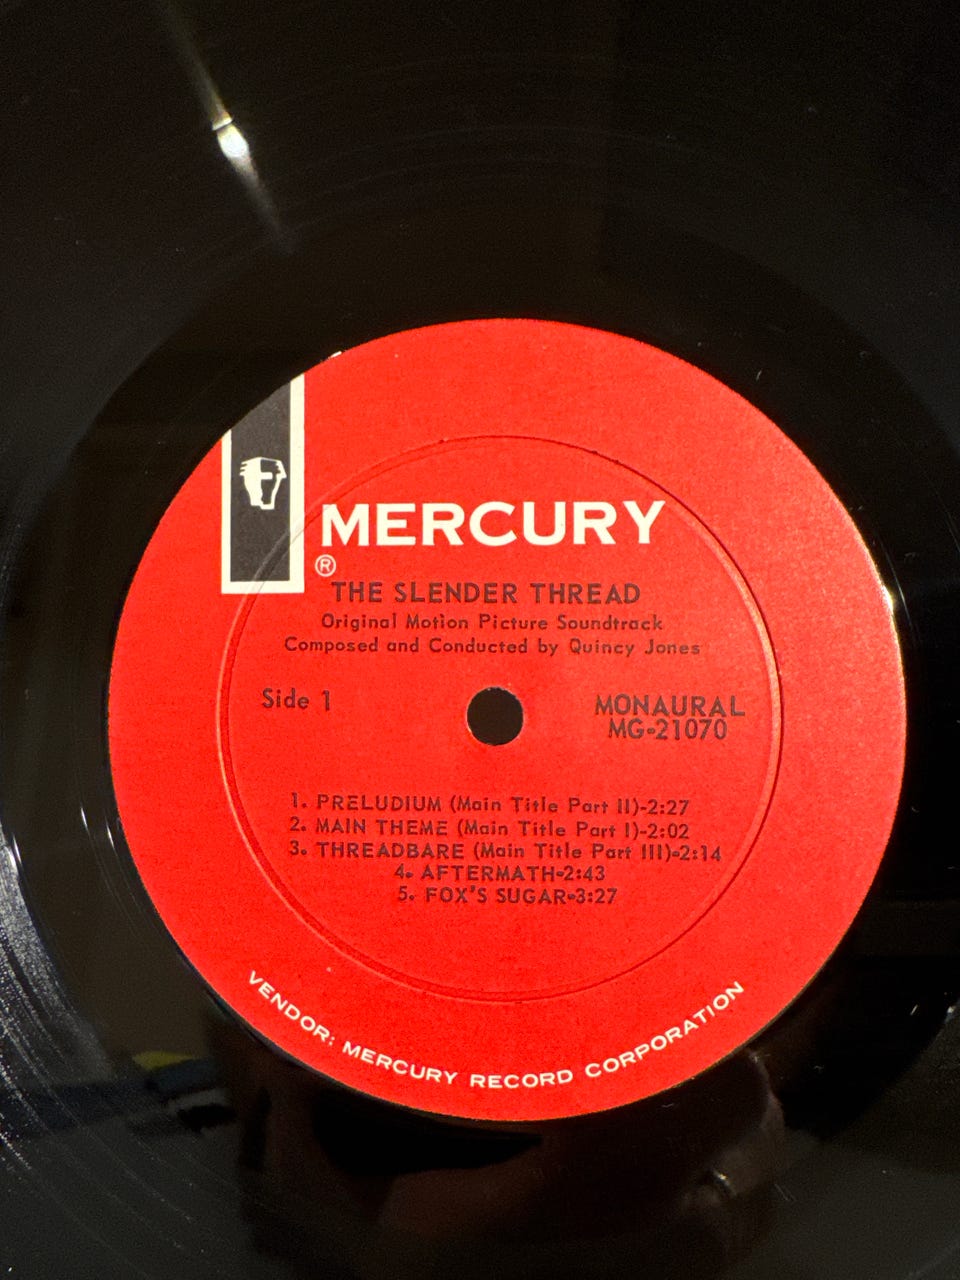 MERCURY
®
THE SLENDER THREAD
Original Motion Picture Soundtrack
Composed and Conducted by Quincy Jones
Side 1
MONAURAL
MG-21070
1. PRELUDIUM (Main Title Part II)-2:27
2. MAIN THEME (Main Title Part I)-2:02
3. THREADBARE (Main Title Part III)-2:14
4. AFTERMATH-2:43
5. FOX'S SUGAR-3:27
VENDOR: MERCURY RECORD CORPORATION